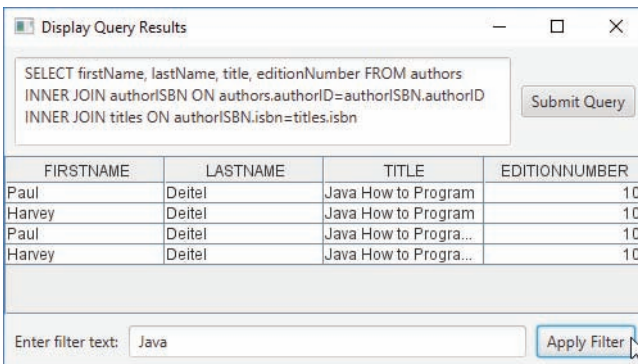 Display Query Results
SELECT firstName, lastName, title, editionNumber FROM authors
INNER JOIN authorISBN ON authors.authorID=authorISBN.authorID
INNER JOIN titles ON authorISBN.isbn=titles.isbn
Submit Query
FIRSTNAME LASTNAME TITLE EDITIONNUMBER
Paul Deitel Java How to Program 10
Harvey Deitel Java How to Program 10
Paul Deitel Java How to Progra... 10
Harvey Deitel Java How to Progra... 10
Enter filter text: Java Apply Filter